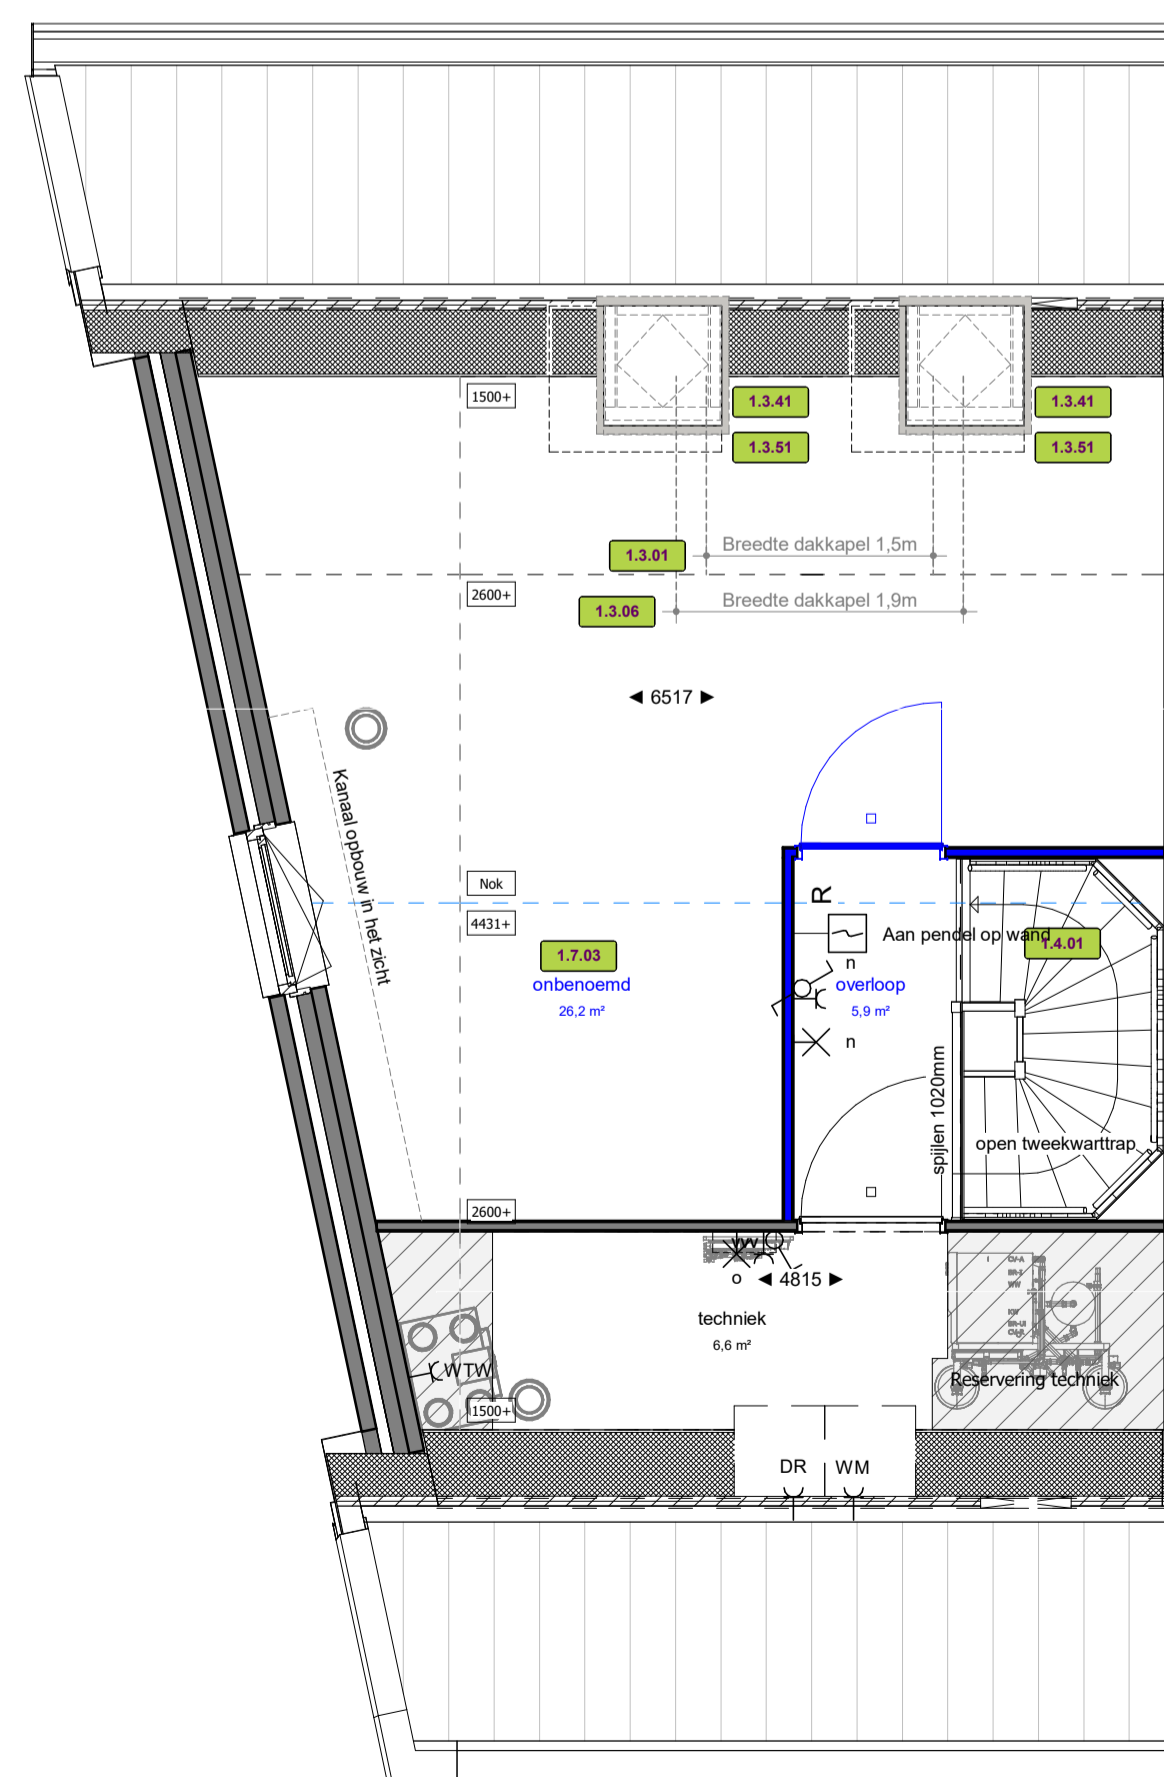 1500+
1.3.41
1.3.51
1.3.41
1.3.51
Breedte dakkapel 1,5m
1.3.01
2600+
Breedte dakkapel 1,9m
1.3.06
◄ 6517 ►
Kanaal opbouw in het zicht
Nok
4431+
R
Aan pendel op wand
1.4.01
1.7.03
onbenoemd
26,2 m²
n
overloop
5,9 m²
n
spijlen 1020mm
open tweekwarttrap
2600+
o
◄ 4815 ►
techniek
6,6 m²
CV-A
WW
KW
WTW
Reservering techniek
1500+
DR
WM